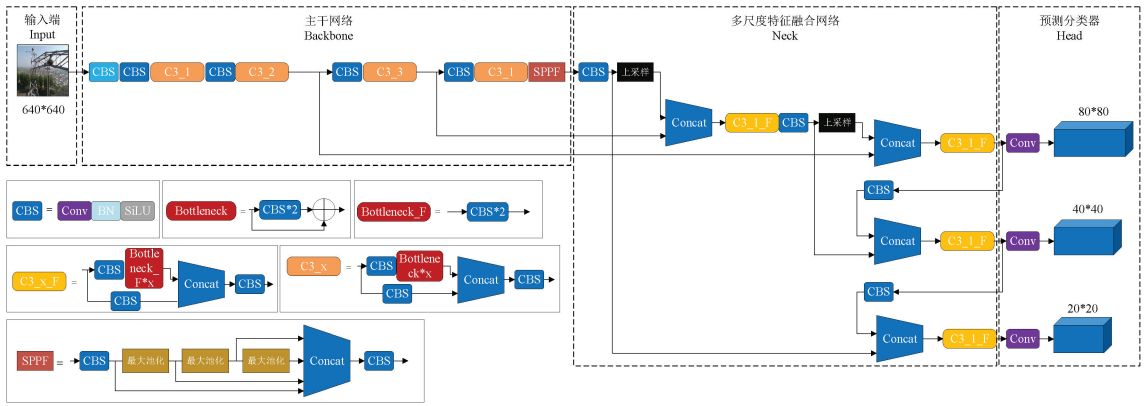 输入端
Input
640*640
主干网络
Backbone
CBS CBS C3_1 CBS C3_2 CBS C3_3 CBS C3_1 SPPF
多尺度特征融合网络
Neck
CBS 上采样
Concat C3_1_F CBS 上采样
Concat C3_1_F
CBS
Concat C3_1_F
CBS
Concat C3_1_F
预测分类器
Head
80*80
Conv
40*40
Conv
20*20
Conv
CBS = Conv BN SiLU
Bottleneck = CBS*2
Bottleneck_F = CBS*2
C3_x_F = CBS Bottle
neck_
F*x
CBS Concat CBS
C3_x = CBS Bottlene
ck*x
CBS Concat CBS
SPPF = CBS 最大池化 最大池化 最大池化 Concat CBS